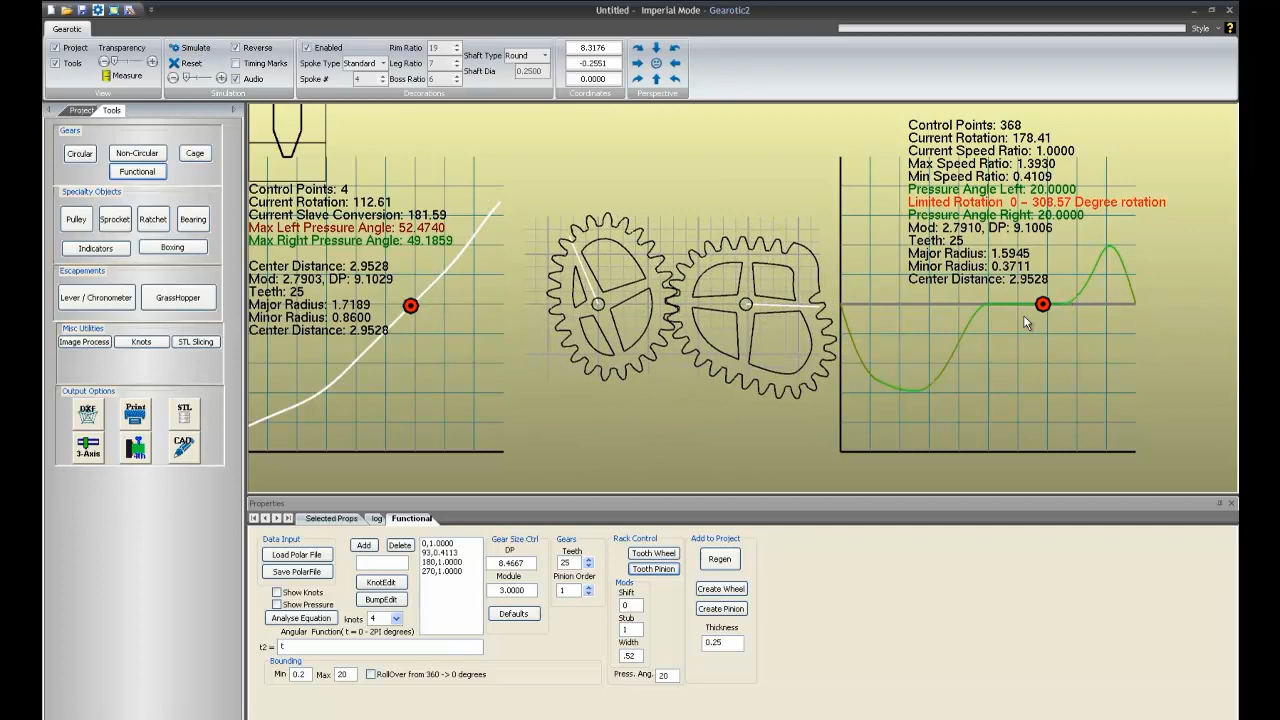 Untitled - Imperial Mode - Gearotic2
Gearotic
Style
Project
Transparency
Tools
Measure
View
Simulate
Reverse
Reset
Timing Marks
Audio
Simulation
Enabled
Rim Ratio 19
Spoke Type Standard
Leg Ratio 7
Spoke # 4
Boss Ratio 6
Shaft Type Round
Shaft Dia 0.2500
Decorations
8.3176
-0.2551
0.0000
Coordinates
Perspective
Project Tools
Gears
Circular Non-Circular Cage
Functional
Specialty Objects
Pulley Sprocket Ratchet Bearing
Indicators Boxing
Escapements
Lever / Chronometer GrassHopper
Misc Utilities
Image Process Knots STL Slicing
Output Options
DXF Print STL
3-Axis 4th CAD
Control Points: 4
Current Rotation: 112.61
Current Slave Conversion: 181.59
Max Left Pressure Angle: 52.4740
Max Right Pressure Angle: 49.1859
Center Distance: 2.9528
Mod: 2.7903, DP: 9.1029
Teeth: 25
Major Radius: 1.7189
Minor Radius: 0.8600
Center Distance: 2.9528
Control Points: 368
Current Rotation: 178.41
Current Speed Ratio: 1.0000
Max Speed Ratio: 1.3930
Min Speed Ratio: 0.4109
Pressure Angle Left: 20.0000
Limited Rotation 0 - 308.57 Degree rotation
Pressure Angle Right: 20.0000
Mod: 2.7910, DP: 9.1006
Teeth: 25
Major Radius: 1.5945
Minor Radius: 0.3711
Center Distance: 2.9528
Properties
Selected Props log Functional
Data Input
Load Polar File
Save PolarFile
Show Knots
Show Pressure
Analyse Equation
Add Delete
KnotEdit
BumpEdit
knots 4
0,1.0000
93,0.4113
180,1.0000
270,1.0000
Angular Function( t = 0 - 2PI degrees)
t2 = t
Bounding
Min 0.2 Max 20 RollOver from 360 -> 0 degrees
Gear Size Ctrl
DP
8.4667
Module
3.0000
Defaults
Gears
Teeth
25
Pinion Order
1
Rack Control
Tooth Wheel
Tooth Pinion
Mods
Shift
0
Stub
1
Width
.52
Press. Ang. 20
Add to Project
Regen
Create Wheel
Create Pinion
Thickness
0.25